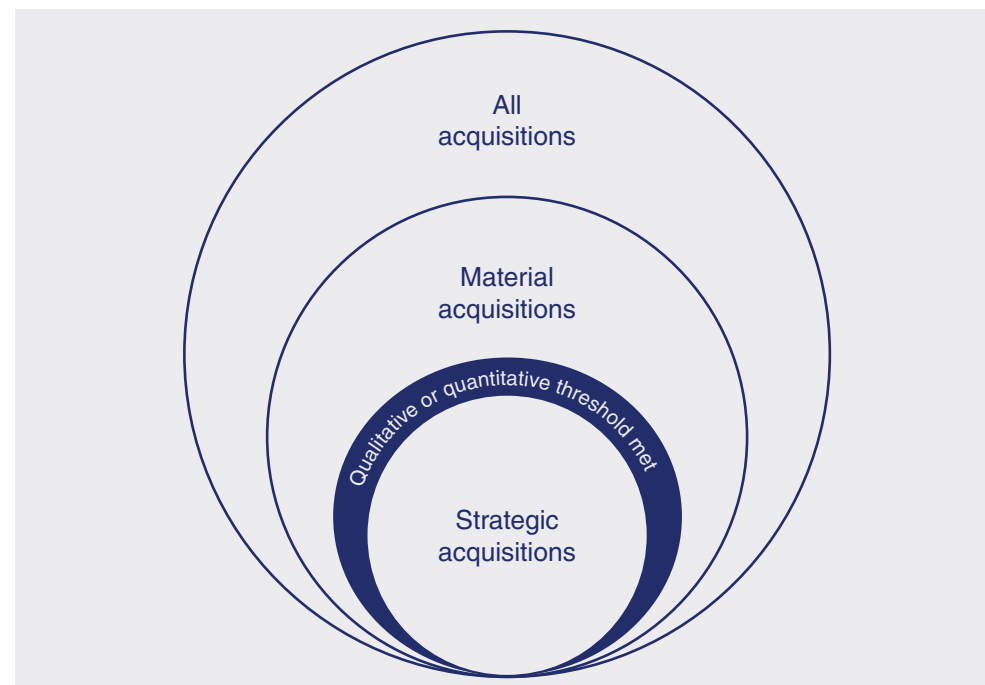 All
acquisitions
Material
acquisitions
Qualitative or quantitative threshold met
Strategic
acquisitions